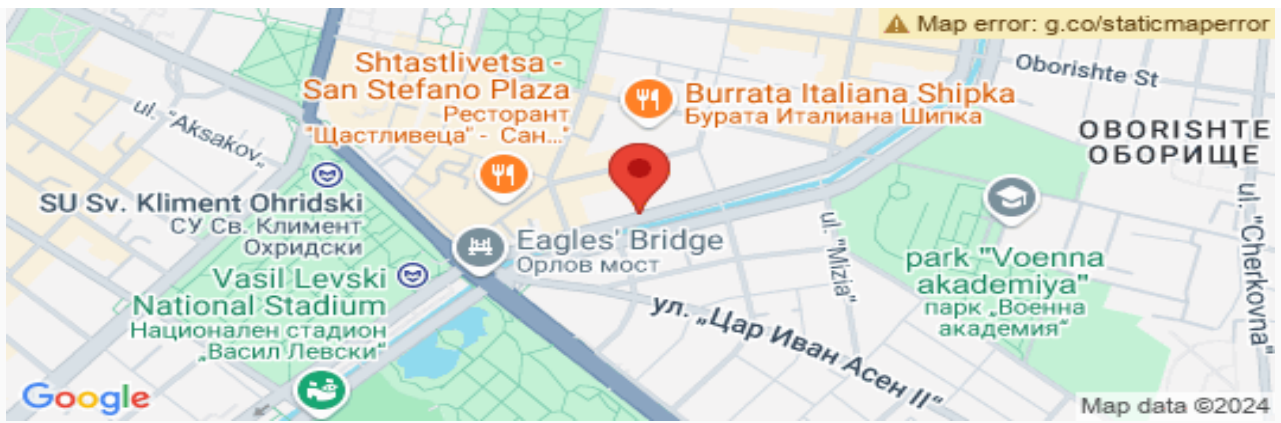 Map error: g.co/staticmaperror
Oborishte St
Shtastlivetsa -
San Stefano Plaza
Ресторант
"Щастливеца" - Сан..."
Burrata Italiana Shipka
Бурата Италиана Шипка
ul. "Aksakov„
OBORISHTE
ОБОРИЩЕ
SU Sv. Kliment Ohridski
СУ Св. Климент
Охридски
Eagles' Bridge
Орлов мост
Vasil Levski
National Stadium
Национален стадион
„Васил Левски"
ul. "Mizia"
park "Voenna
akademiya"
парк „Военна
академия"
ul. "Cherkovna"
ул. „Цар Иван Асен II“
Google
Map data ©2024